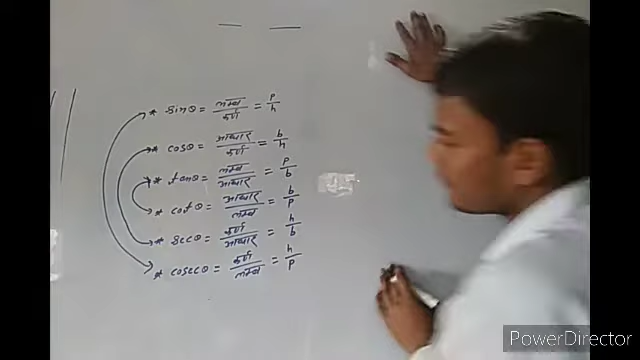 * sinθ = लम्ब/कर्ण = p/h
* cosθ = आधार/कर्ण = b/h
* tanθ = लम्ब/आधार = p/b
* cotθ = आधार/लम्ब = b/p
* secθ = कर्ण/आधार = h/b
* cosecθ = कर्ण/लम्ब = h/p
PowerDirector